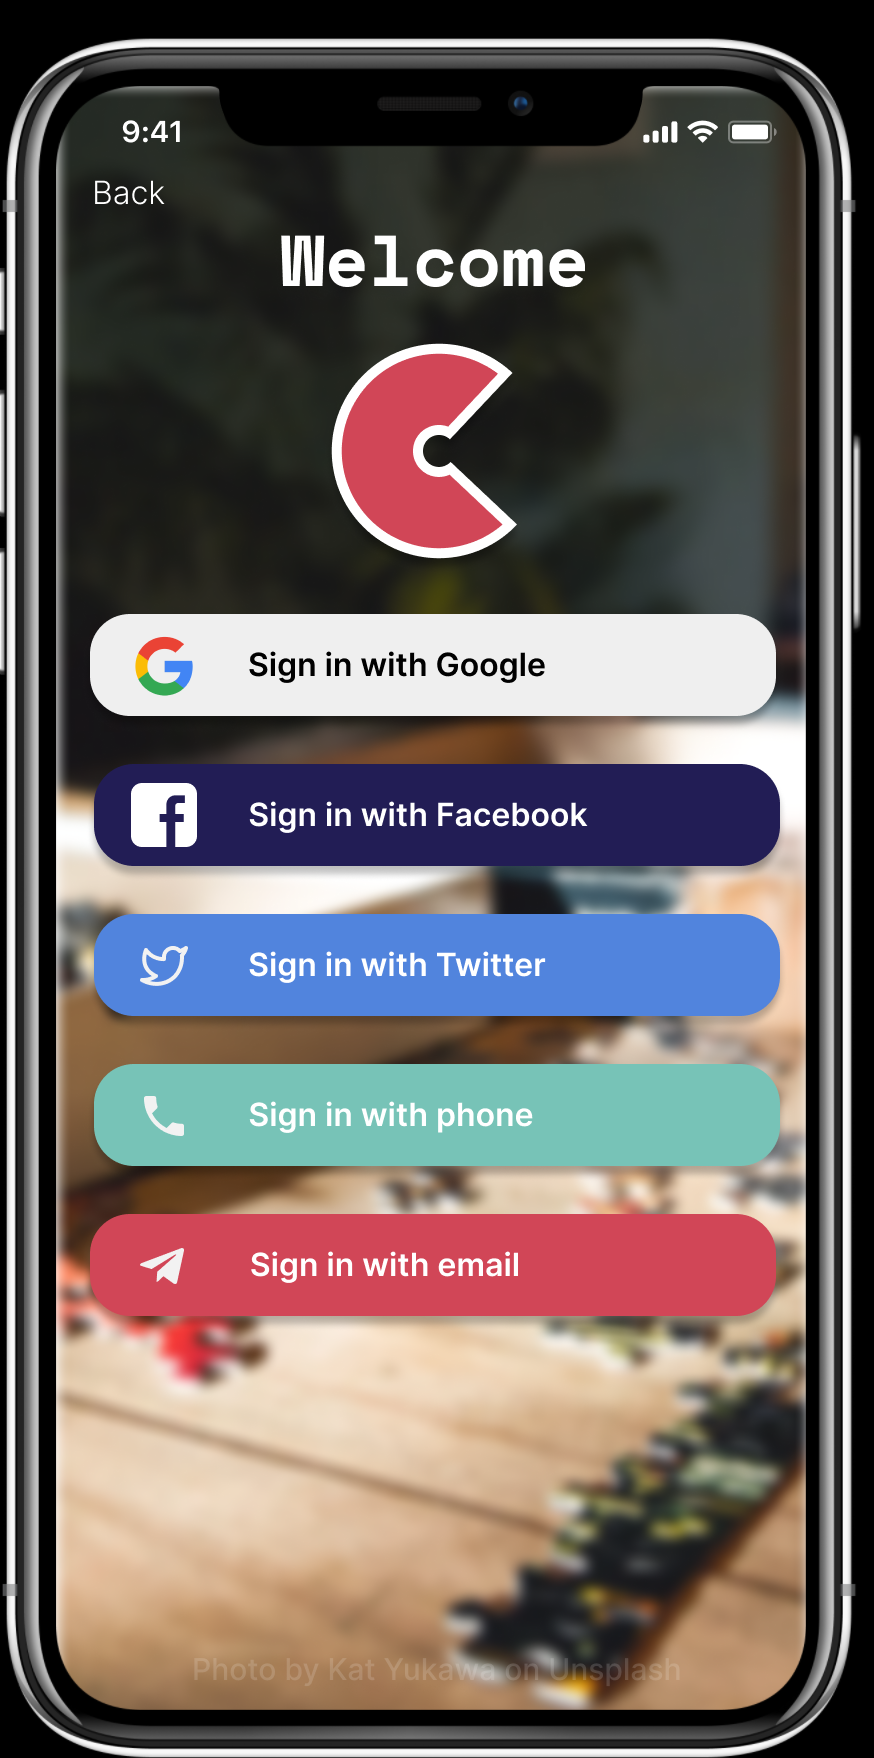 9:41
Back
Welcome
Sign in with Google
Sign in with Facebook
Sign in with Twitter
Sign in with phone
Sign in with email
Photo by Kat Yukawa on Unsplash